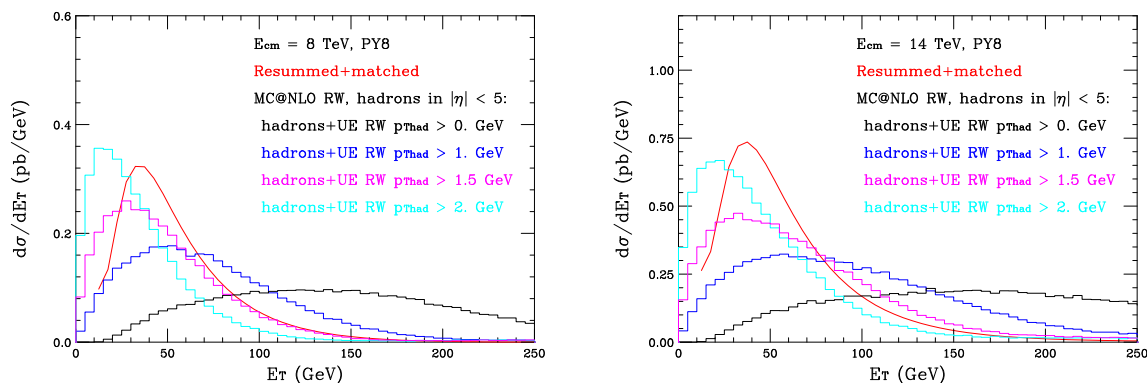 0.6
0.4
0.2
0.0
dσ/dET (pb/GeV)
Ecm = 8 TeV, PY8
Resummed+matched
MC@NLO RW, hadrons in |η| < 5:
hadrons+UE RW pThad > 0. GeV
hadrons+UE RW pThad > 1. GeV
hadrons+UE RW pThad > 1.5 GeV
hadrons+UE RW pThad > 2. GeV
0 50 100 150 200 250
ET (GeV)
1.00
0.75
0.50
0.25
0.00
dσ/dET (pb/GeV)
Ecm = 14 TeV, PY8
Resummed+matched
MC@NLO RW, hadrons in |η| < 5:
hadrons+UE RW pThad > 0. GeV
hadrons+UE RW pThad > 1. GeV
hadrons+UE RW pThad > 1.5 GeV
hadrons+UE RW pThad > 2. GeV
0 50 100 150 200 250
ET (GeV)